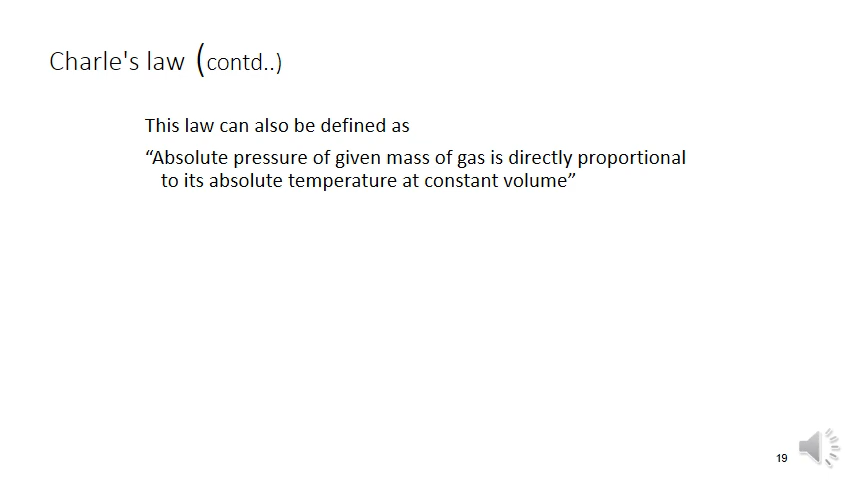 Charle's law (contd..)
This law can also be defined as
“Absolute pressure of given mass of gas is directly proportional
to its absolute temperature at constant volume”
19